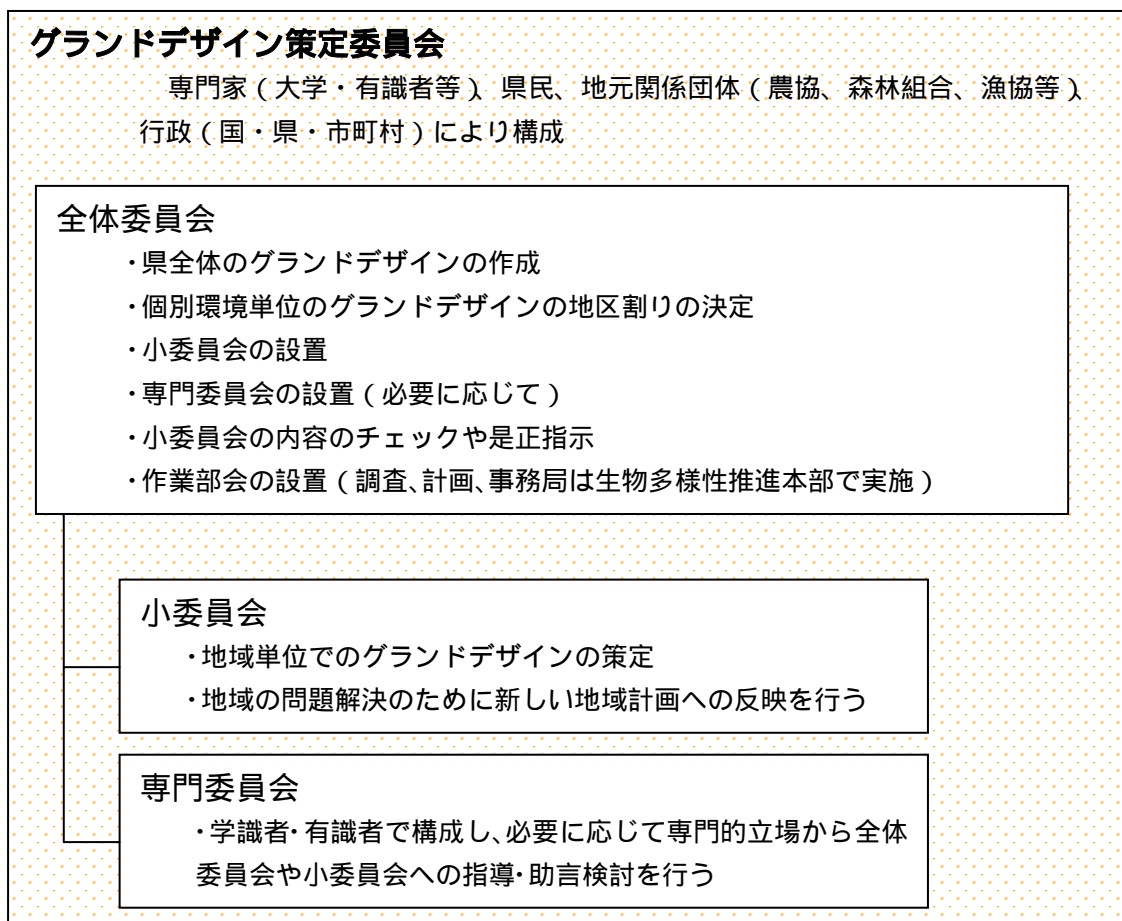 グランドデザイン策定委員会
専門家(大学・有識者等)、県民、地元関係団体(農協、森林組合、漁協等)、
行政(国・県・市町村)により構成
全体委員会
・県全体のグランドデザインの作成
・個別環境単位のグランドデザインの地区割りの決定
・小委員会の設置
・専門委員会の設置(必要に応じて)
・小委員会の内容のチェックや是正指示
・作業部会の設置(調査、計画、事務局は生物多様性推進本部で実施)
小委員会
・地域単位でのグランドデザインの策定
・地域の問題解決のために新しい地域計画への反映を行う
専門委員会
・学識者・有識者で構成し、必要に応じて専門的立場から全体
委員会や小委員会への指導・助言検討を行う